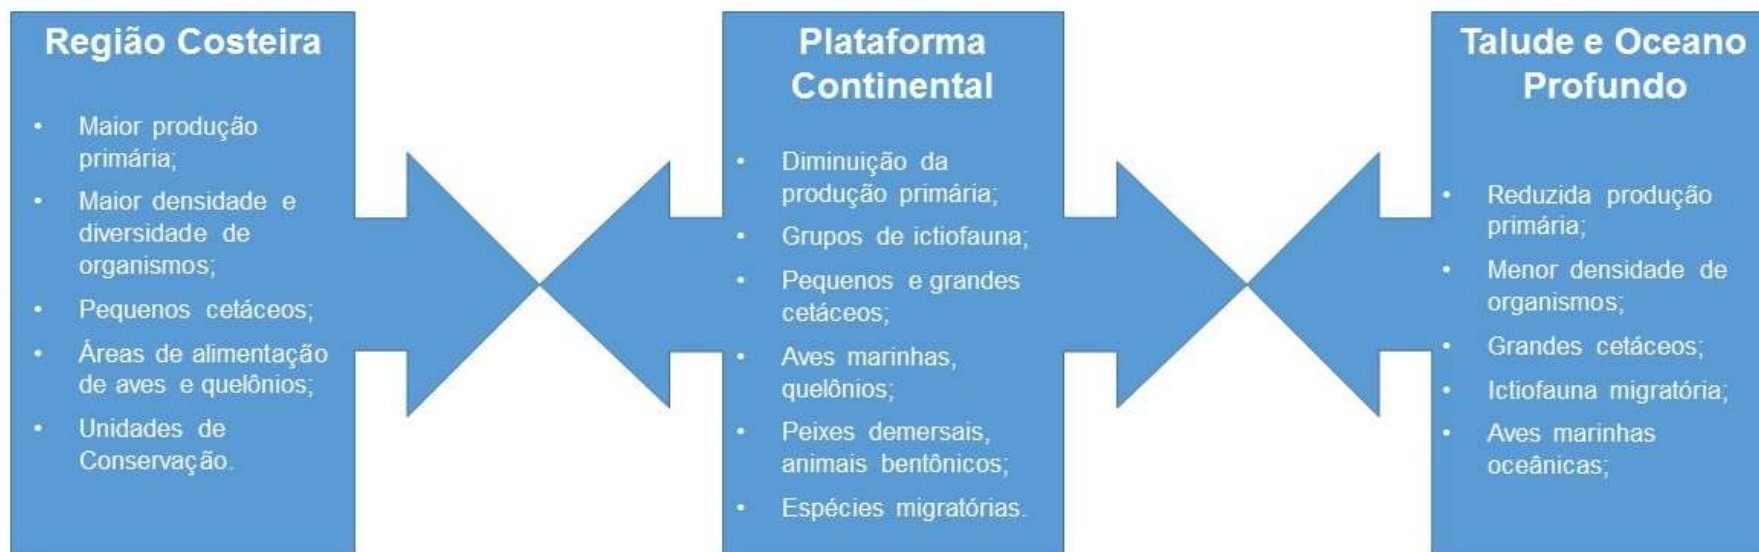 Região Costeira
• Maior produção
primária;
• Maior densidade e
diversidade de
organismos;
• Pequenos cetáceos;
• Áreas de alimentação
de aves e quelônios;
• Unidades de
Conservação.
Plataforma
Continental
• Diminuição da
produção primária;
• Grupos de ictiofauna;
• Pequenos e grandes
cetáceos;
• Aves marinhas,
quelônios;
• Peixes demersais,
animais bentônicos;
• Espécies migratórias.
Talude e Oceano
Profundo
• Reduzida produção
primária;
• Menor densidade de
organismos;
• Grandes cetáceos;
• Ictiofauna migratória;
• Aves marinhas
oceânicas;